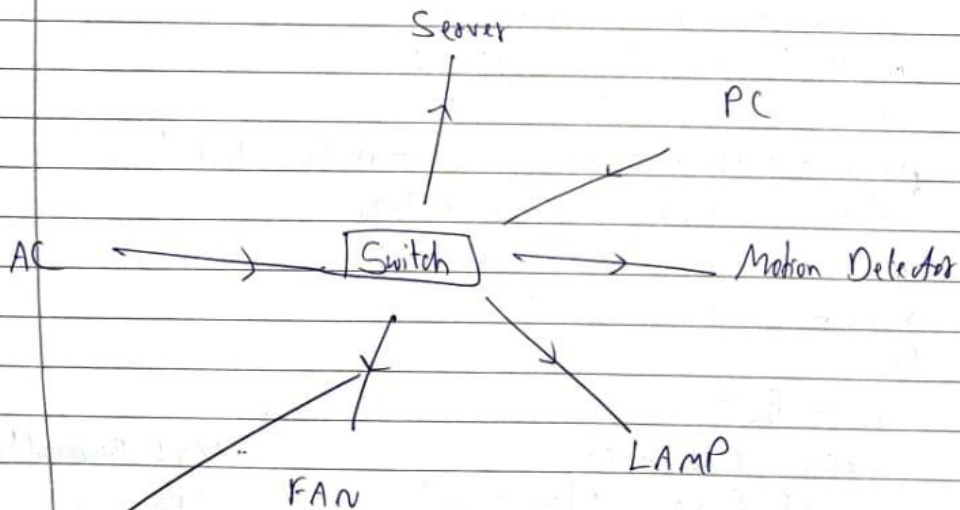 Server
PC
AC
Switch
Motion Detector
LAMP
FAN